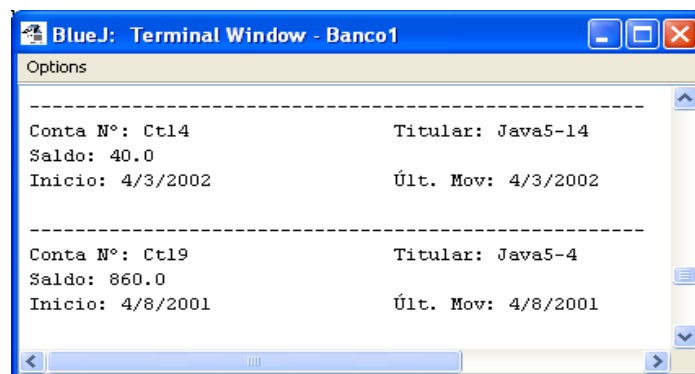 BlueJ: Terminal Window - Banco1
Options
------------------------------------------------------
Conta Nº: Ct14 Titular: Java5-14
Saldo: 40.0
Inicio: 4/3/2002 Últ. Mov: 4/3/2002
------------------------------------------------------
Conta Nº: Ct19 Titular: Java5-4
Saldo: 860.0
Inicio: 4/8/2001 Últ. Mov: 4/8/2001